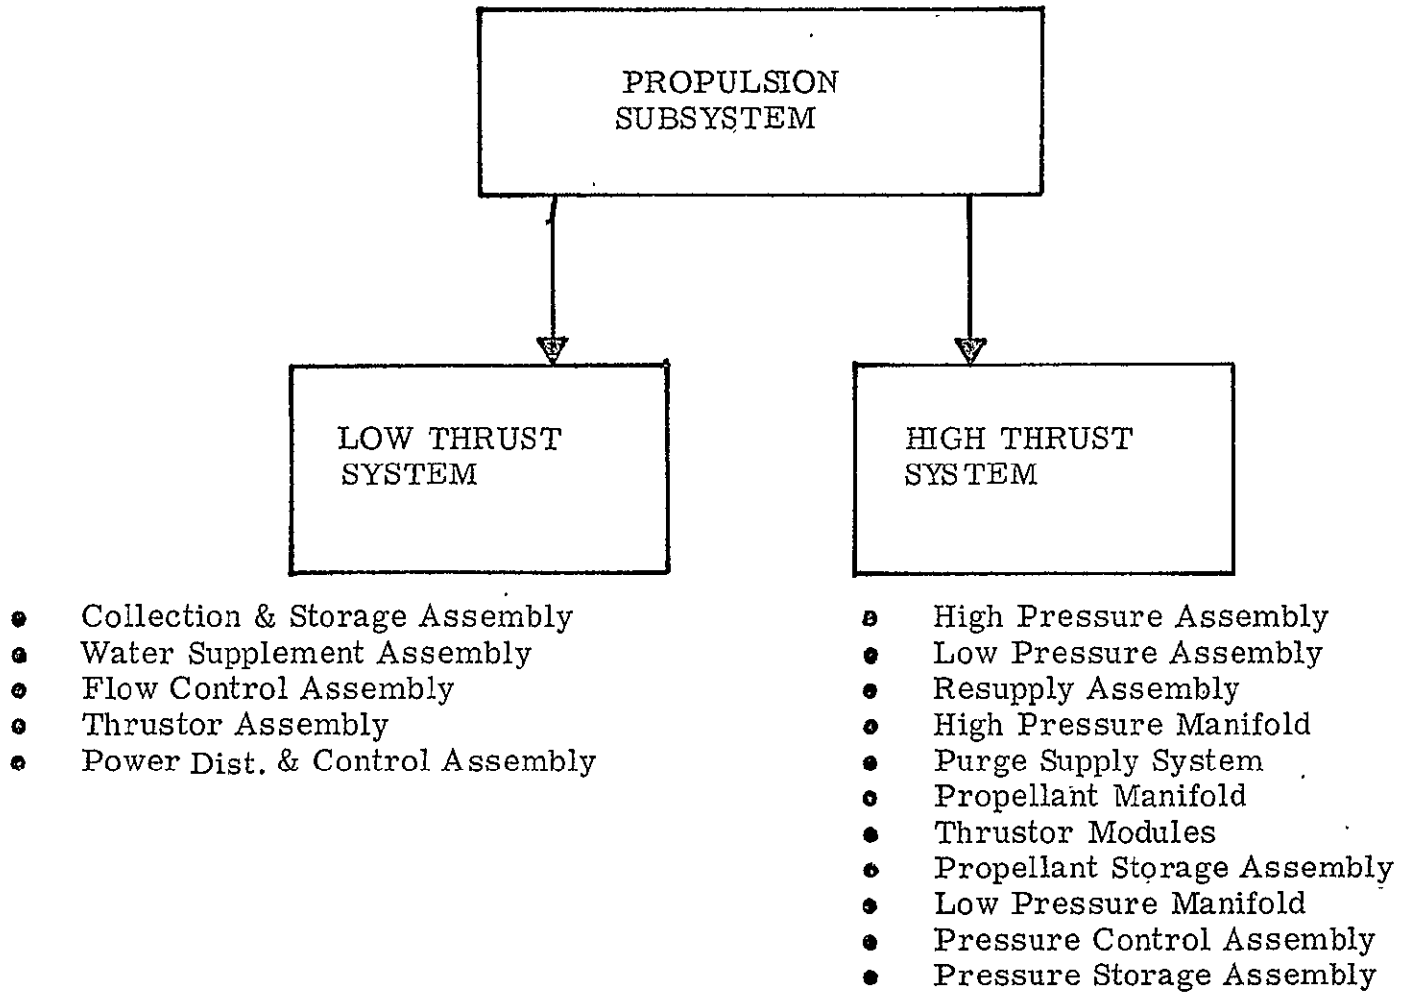 PROPULSION
SUBSYSTEM
LOW THRUST
SYSTEM
HIGH THRUST
SYSTEM
• Collection & Storage Assembly
• Water Supplement Assembly
• Flow Control Assembly
• Thrustor Assembly
• Power Dist. & Control Assembly
• High Pressure Assembly
• Low Pressure Assembly
• Resupply Assembly
• High Pressure Manifold
• Purge Supply System
• Propellant Manifold
• Thrustor Modules
• Propellant Storage Assembly
• Low Pressure Manifold
• Pressure Control Assembly
• Pressure Storage Assembly